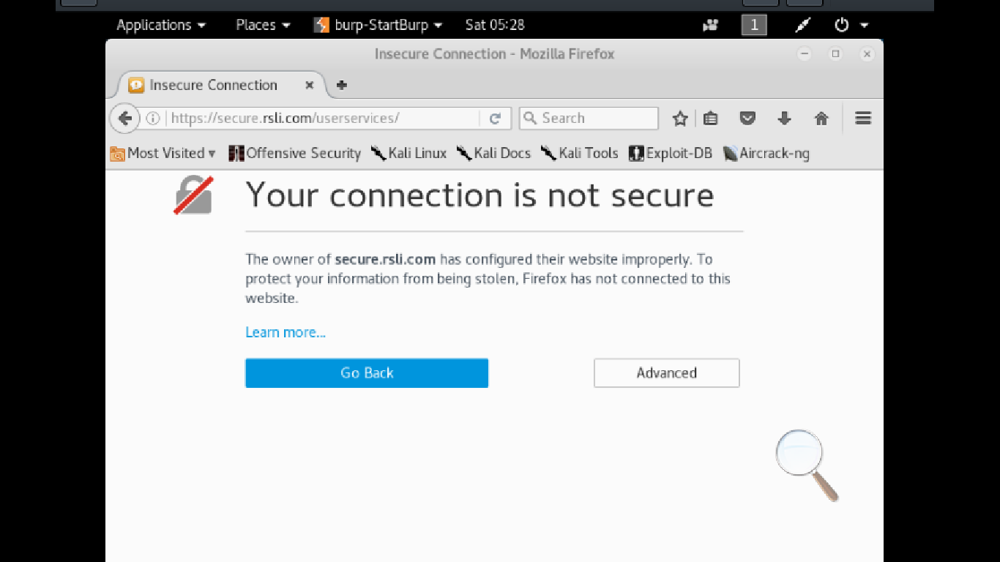 Applications Places burp-StartBurp Sat 05:28 1
Insecure Connection - Mozilla Firefox
Insecure Connection
https://secure.rsli.com/userservices/ Search
Most Visited Offensive Security Kali Linux Kali Docs Kali Tools Exploit-DB Aircrack-ng
Your connection is not secure
The owner of secure.rsli.com has configured their website improperly. To
protect your information from being stolen, Firefox has not connected to this
website.
Learn more...
Go Back Advanced